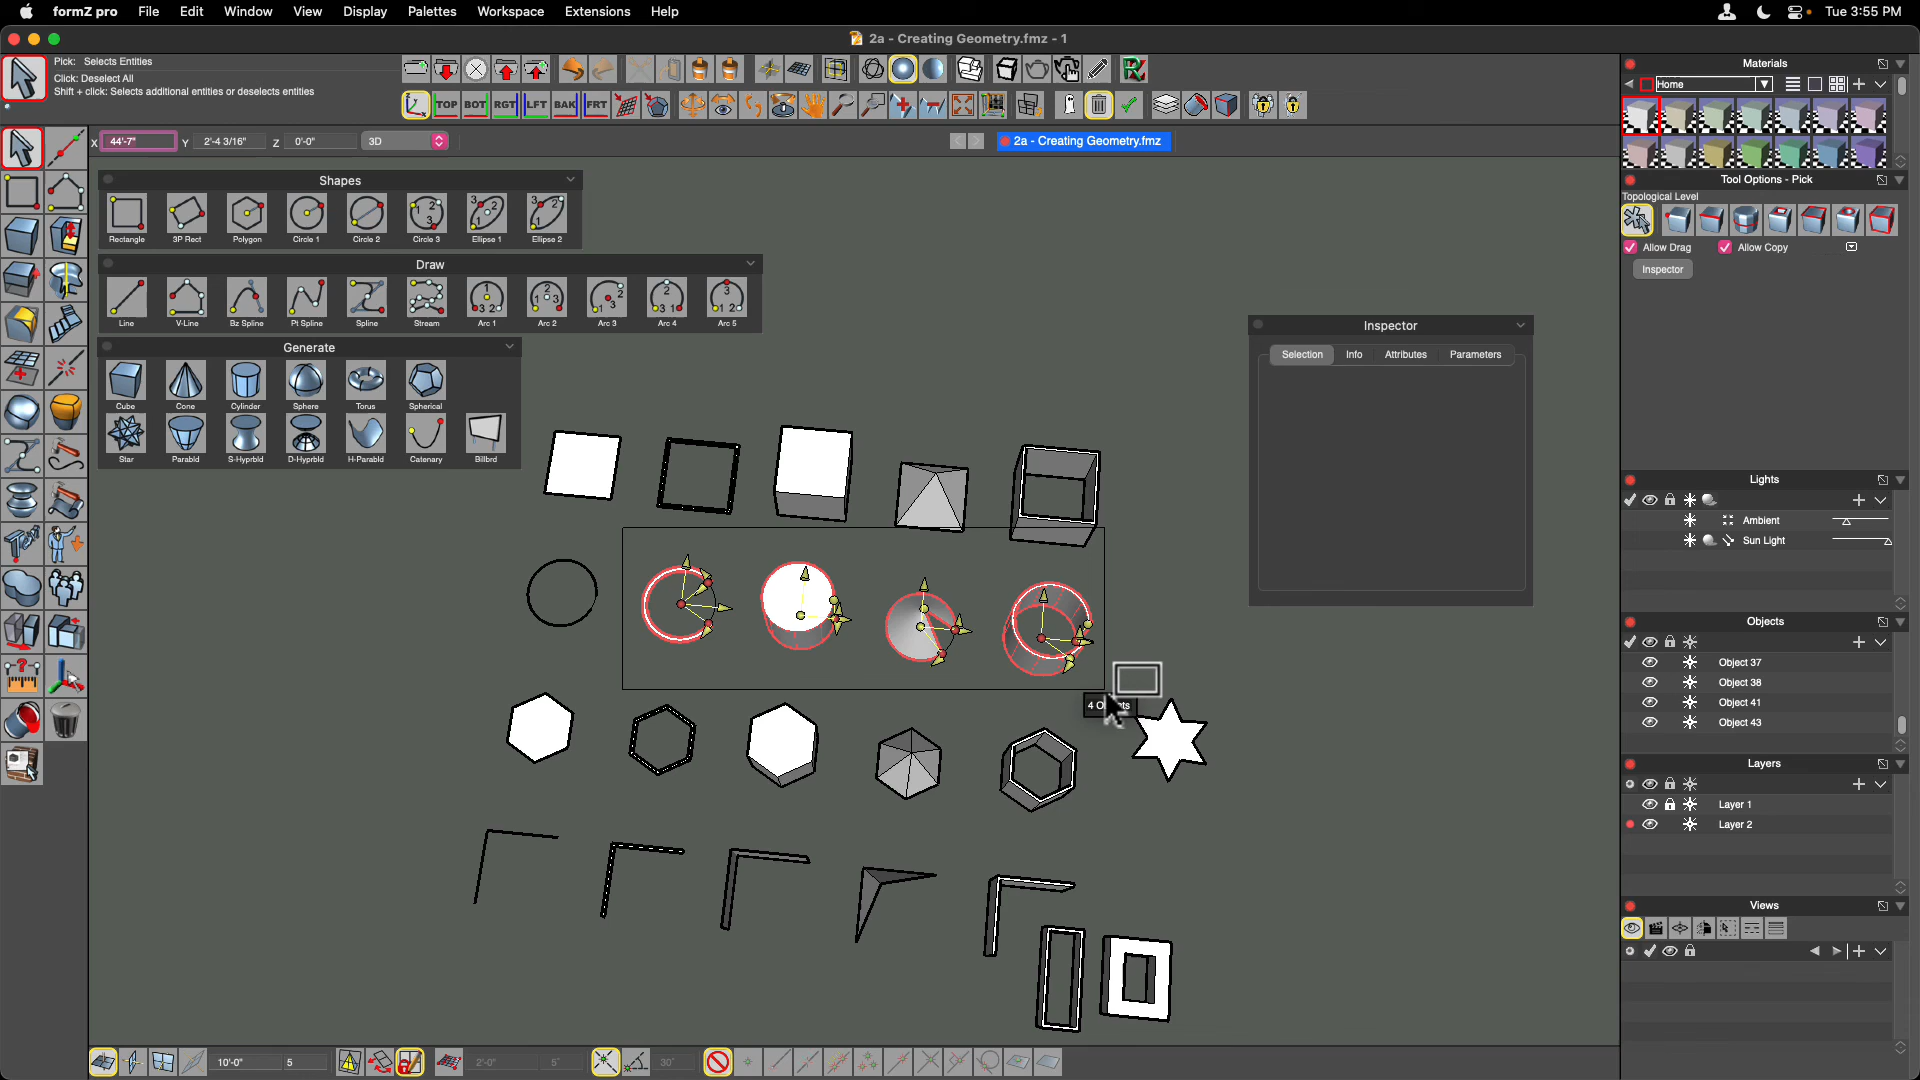 formZ pro File Edit Window View Display Palettes Workspace Extensions Help Tue 3:55 PM
2a - Creating Geometry.fmz - 1
Pick: Selects Entities
Click: Deselect All
Shift + click: Selects additional entities or deselects entities
TOP BOT RGT LFT BAK FRT
X 44'-7" Y 2'-4 3/16" Z 0'-0" 3D
2a - Creating Geometry.fmz
Shapes
Rectangle 3P Rect Polygon Circle 1 Circle 2 Circle 3 Ellipse 1 Ellipse 2
Draw
Line V-Line Bz Spline Pt Spline Spline Stream Arc 1 Arc 2 Arc 3 Arc 4 Arc 5
Generate
Cube Cone Cylinder Sphere Torus Spherical
Star Parabld S-Hyprbld D-Hyprbld H-Parabld Catenary Billbrd
Inspector
Selection Info Attributes Parameters
Materials
Home
Tool Options - Pick
Topological Level
Allow Drag Allow Copy
Inspector
Lights
Ambient
Sun Light
Objects
Object 37
Object 38
Object 41
Object 43
Layers
Layer 1
Layer 2
Views
10'-0" 5 2'-0" 5" 30°